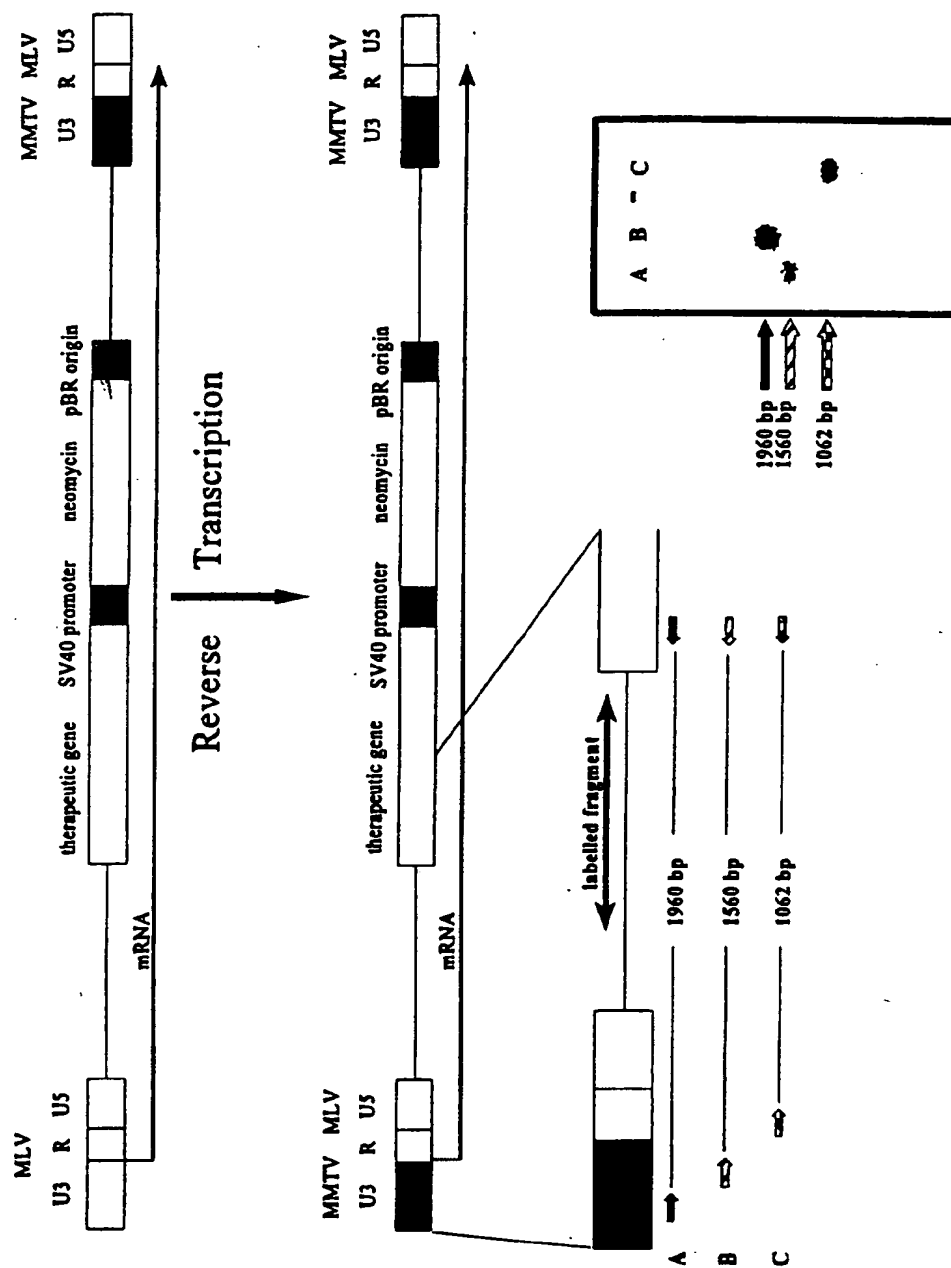 MLV MMTV MLV
U3 R U5 therapeutic gene SV40 promoter neomycin pBR origin U3 R U5
mRNA
Reverse Transcription
MMTV MLV MMTV MLV
U3 R U5 therapeutic gene SV40 promoter neomycin pBR origin U3 R U5
mRNA
labelled fragment
A 1960 bp
B 1560 bp
C 1062 bp
A B - C
1960 bp
1560 bp
1062 bp